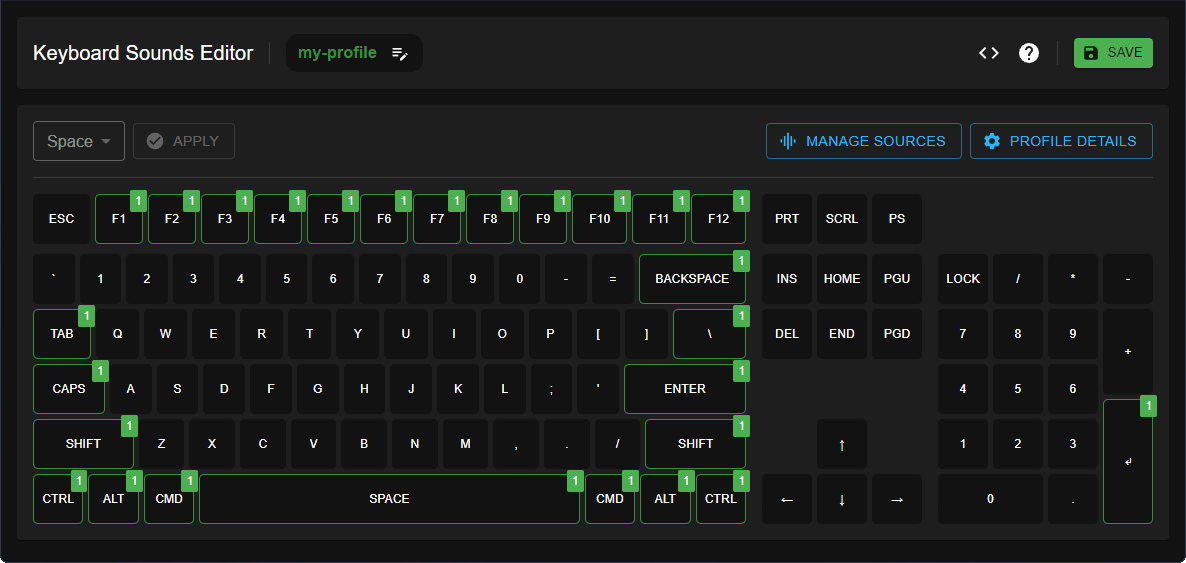 Keyboard Sounds Editor my-profile SAVE
Space APPLY MANAGE SOURCES PROFILE DETAILS
1 1 1 1 1 1 1 1 1 1 1 1
ESC F1 F2 F3 F4 F5 F6 F7 F8 F9 F10 F11 F12 PRT SCRL PS
1
` 1 2 3 4 5 6 7 8 9 0 - = BACKSPACE INS HOME PGU LOCK / * -
1 1
TAB Q W E R T Y U I O P [ ] \ DEL END PGD 7 8 9 +
1 1
CAPS A S D F G H J K L ; ' ENTER 4 5 6
1 1 1
SHIFT Z X C V B N M , . / SHIFT ↑ 1 2 3 ↲
1 1 1 1 1 1 1
CTRL ALT CMD SPACE CMD ALT CTRL ← ↓ → 0 .